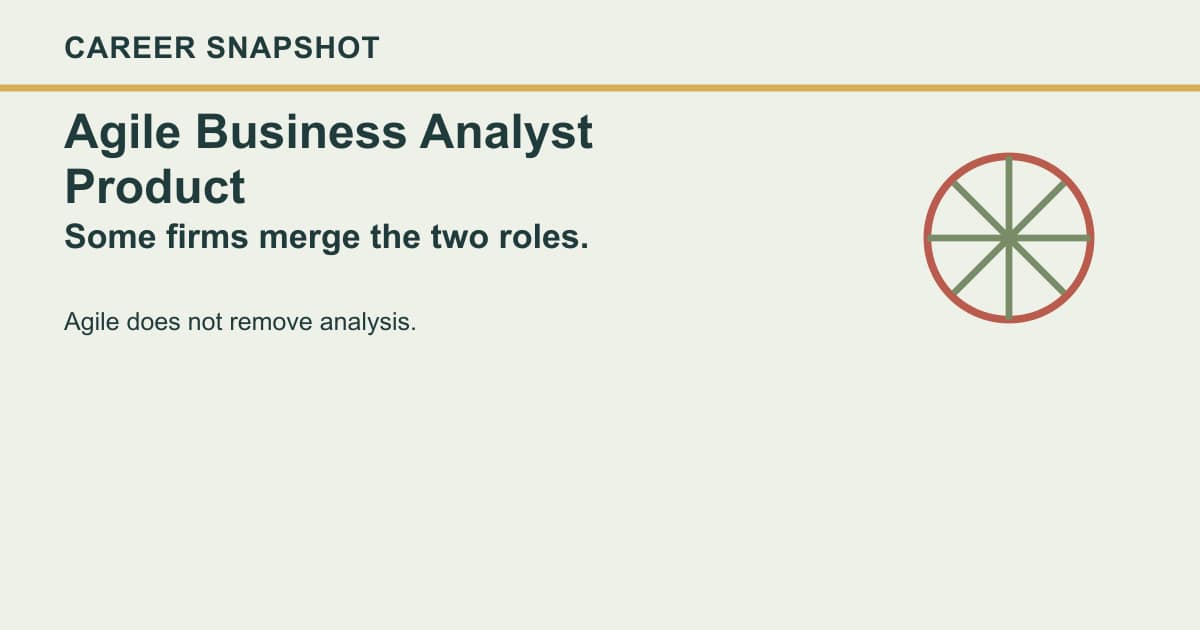 CAREER SNAPSHOT
Agile Business Analyst
Product
Some firms merge the two roles.
Agile does not remove analysis.